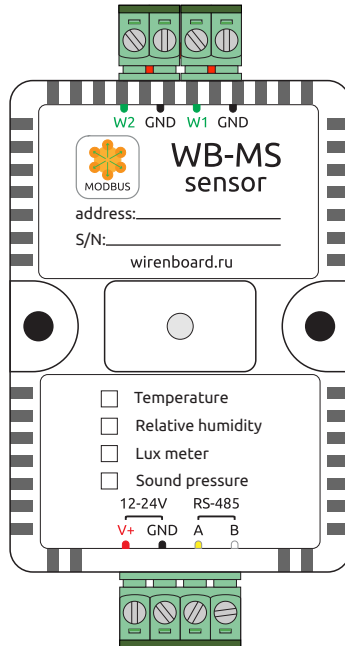 W2 GND W1 GND
MODBUS
WB-MS
sensor
address:
S/N:
wirenboard.ru
Temperature
Relative humidity
Lux meter
Sound pressure
12-24V RS-485
V+ GND A B